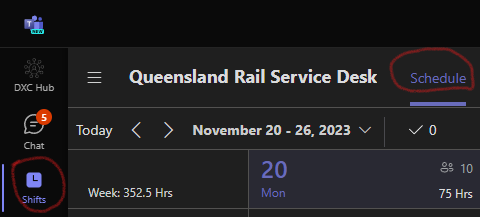 NEW
DXC Hub
Queensland Rail Service Desk
Schedule
5
Chat
Today
November 20 - 26, 2023
0
Shifts
20
10
Week: 352.5 Hrs
Mon
75 Hrs